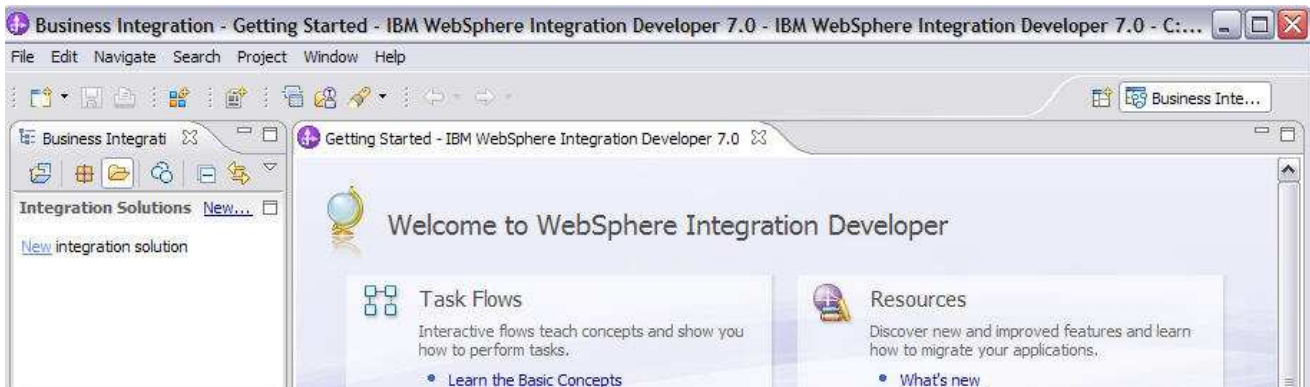 Business Integration - Getting Started - IBM WebSphere Integration Developer 7.0 - IBM WebSphere Integration Developer 7.0 - C:...
File Edit Navigate Search Project Window Help
Business Inte...
Business Integrati
Getting Started - IBM WebSphere Integration Developer 7.0
Integration Solutions New...
New integration solution
Welcome to WebSphere Integration Developer
Task Flows
Interactive flows teach concepts and show you
how to perform tasks.
• Learn the Basic Concepts
Resources
Discover new and improved features and learn
how to migrate your applications.
• What's new